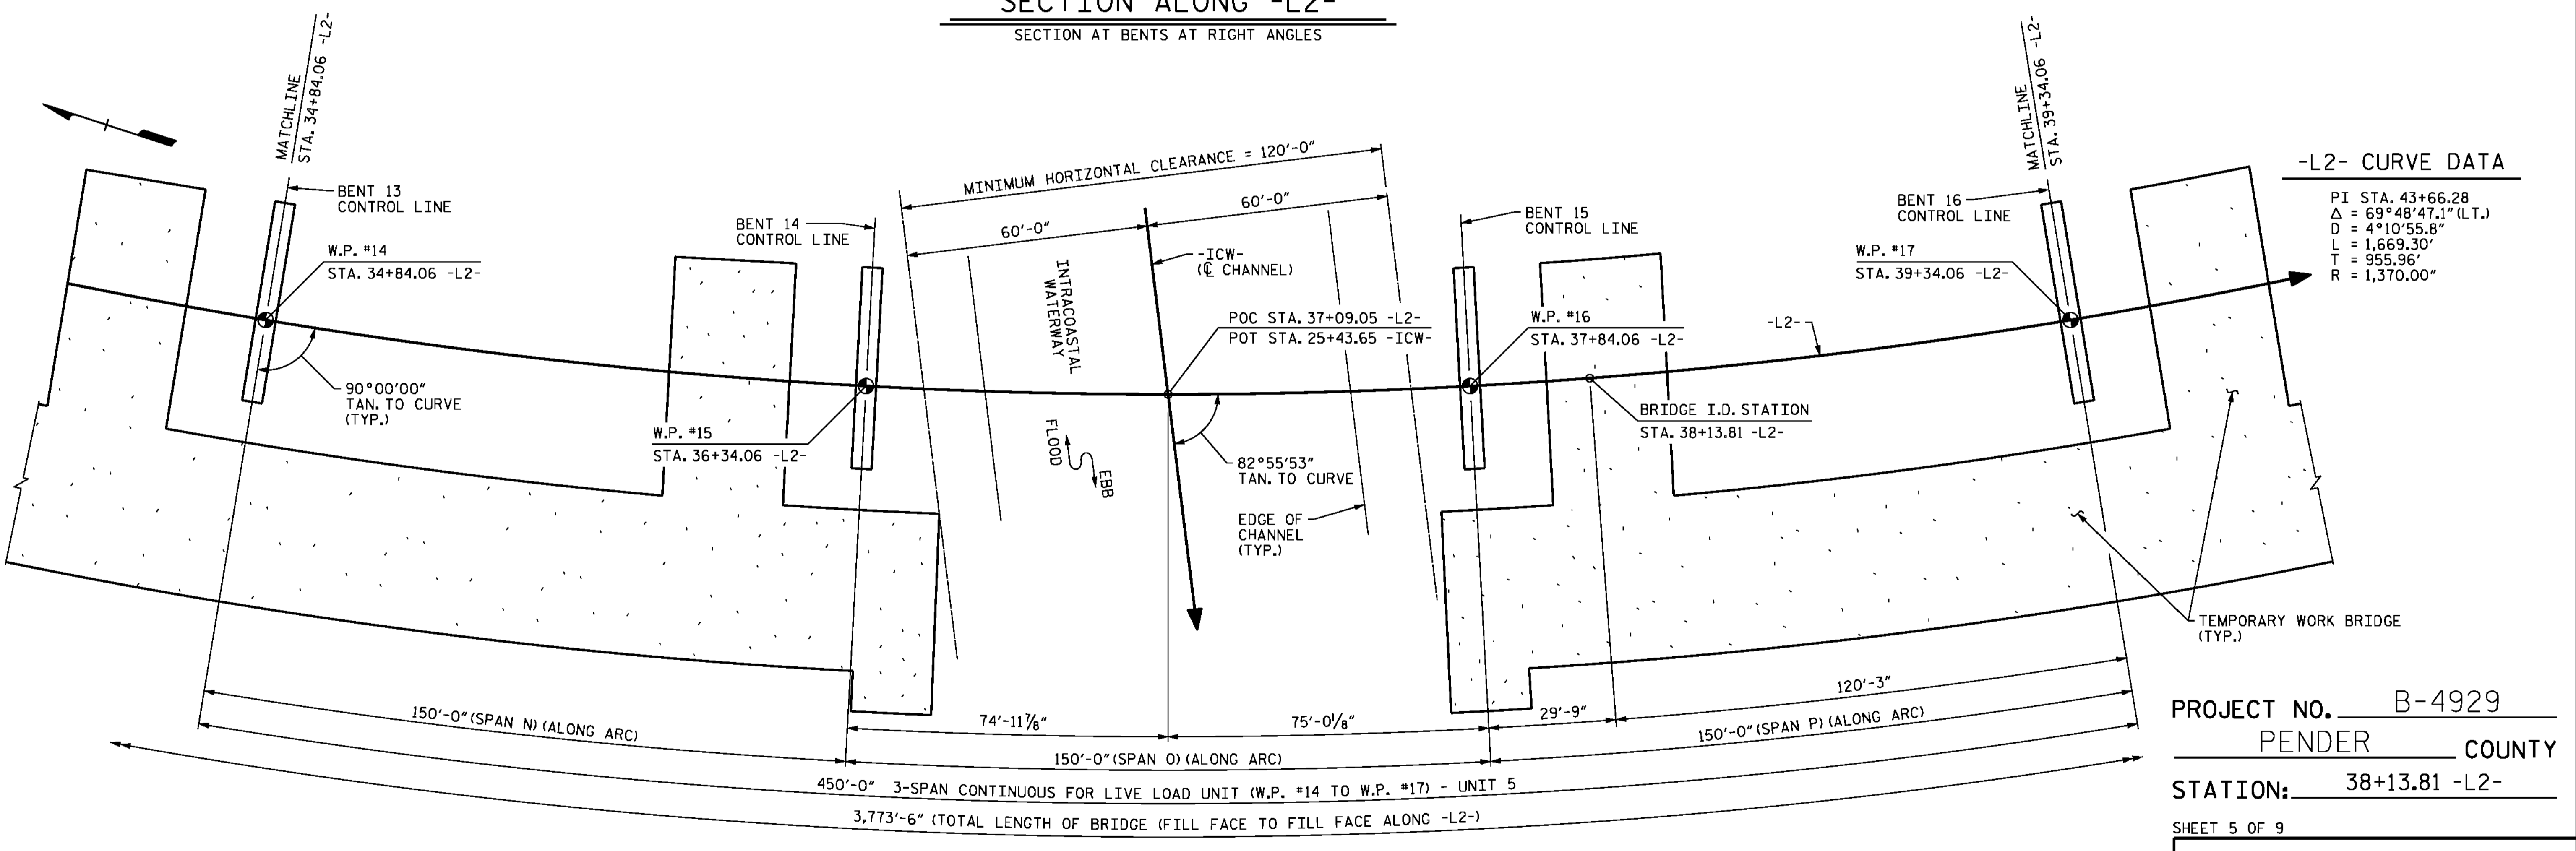 SECTION ALONG -L2-
SECTION AT BENTS AT RIGHT ANGLES
MATCHLINE
STA. 34+84.06 -L2-
MATCHLINE
STA. 39+34.06 -L2-
BENT 13
CONTROL LINE
W.P. #14
STA. 34+84.06 -L2-
90°00'00"
TAN. TO CURVE
(TYP.)
BENT 14
CONTROL LINE
W.P. #15
STA. 36+34.06 -L2-
MINIMUM HORIZONTAL CLEARANCE = 120'-0"
60'-0"
60'-0"
-ICW-
(℄ CHANNEL)
INTRACOASTAL
WATERWAY
FLOOD
EBB
POC STA. 37+09.05 -L2-
POT STA. 25+43.65 -ICW-
82°55'53"
TAN. TO CURVE
EDGE OF
CHANNEL
(TYP.)
BENT 15
CONTROL LINE
W.P. #16
STA. 37+84.06 -L2-
BRIDGE I.D. STATION
STA. 38+13.81 -L2-
-L2-
BENT 16
CONTROL LINE
W.P. #17
STA. 39+34.06 -L2-
-L2- CURVE DATA
PI STA. 43+66.28
Δ = 69°48'47.1" (LT.)
D = 4°10'55.8"
L = 1,669.30'
T = 955.96'
R = 1,370.00"
TEMPORARY WORK BRIDGE
(TYP.)
150'-0" (SPAN N) (ALONG ARC)
74'-11⅞"
75'-0⅛"
29'-9"
120'-3"
150'-0" (SPAN O) (ALONG ARC)
150'-0" (SPAN P) (ALONG ARC)
450'-0" 3-SPAN CONTINUOUS FOR LIVE LOAD UNIT (W.P. #14 TO W.P. #17) - UNIT 5
3,773'-6" (TOTAL LENGTH OF BRIDGE (FILL FACE TO FILL FACE ALONG -L2-)
PROJECT NO. B-4929
PENDER COUNTY
STATION: 38+13.81 -L2-
SHEET 5 OF 9